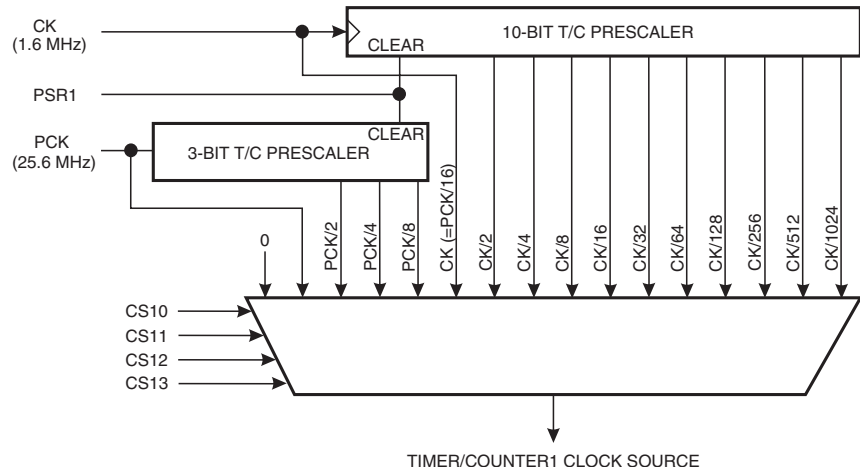 CK
(1.6 MHz)
10-BIT T/C PRESCALER
CLEAR
PSR1
CLEAR
PCK
(25.6 MHz)
3-BIT T/C PRESCALER
0
PCK/2
PCK/4
PCK/8
CK (=PCK/16)
CK/2
CK/4
CK/8
CK/16
CK/32
CK/64
CK/128
CK/256
CK/512
CK/1024
CS10
CS11
CS12
CS13
TIMER/COUNTER1 CLOCK SOURCE